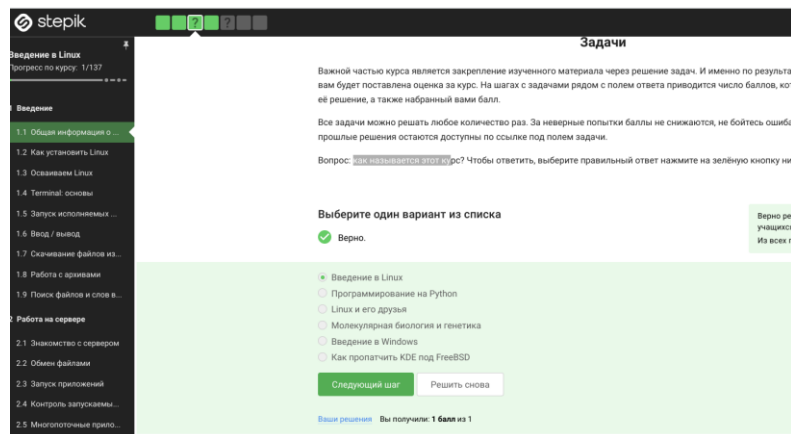 stepik
?
?
Введение в Linux
Прогресс по курсу: 1/137
1 Введение
1.1 Общая информация о ...
1.2 Как установить Linux
1.3 Осваиваем Linux
1.4 Terminal: основы
1.5 Запуск исполняемых ...
1.6 Ввод / вывод
1.7 Скачивание файлов из...
1.8 Работа с архивами
1.9 Поиск файлов и слов в...
2 Работа на сервере
2.1 Знакомство с сервером
2.2 Обмен файлами
2.3 Запуск приложений
2.4 Контроль запускаемы...
2.5 Многопоточные прило...
Задачи
Важной частью курса является закрепление изученного материала через решение задач. И именно по результа
вам будет поставлена оценка за курс. На шагах с задачами рядом с полем ответа приводится число баллов, кот
её решение, а также набранный вами балл.
Все задачи можно решать любое количество раз. За неверные попытки баллы не снижаются, не бойтесь ошиба
прошлые решения остаются доступны по ссылке под полем задачи.
Вопрос: как называется этот курс? Чтобы ответить, выберите правильный ответ нажмите на зелёную кнопку ни
Выберите один вариант из списка
Верно.
Верно ре
учащихс
Из всех п
Введение в Linux
Программирование на Python
Linux и его друзья
Молекулярная биология и генетика
Введение в Windows
Как пропатчить KDE под FreeBSD
Следующий шаг
Решить снова
Ваши решения Вы получили: 1 балл из 1